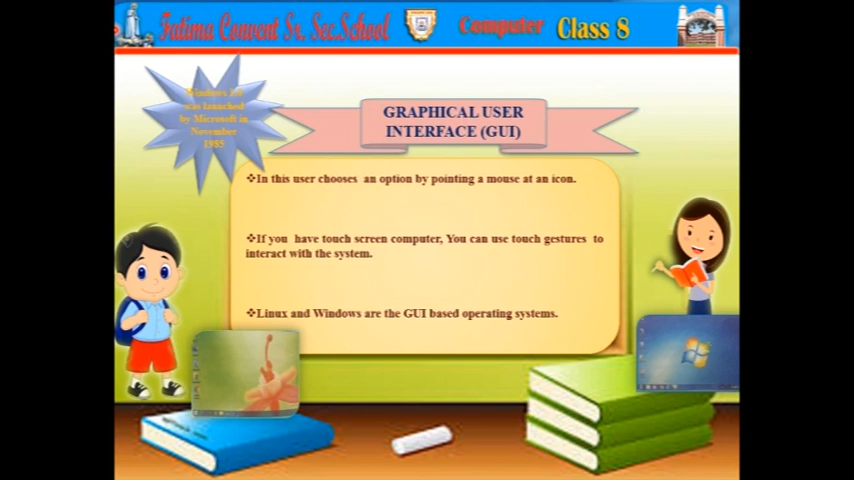 Fatima Convent Sr. Sec.School Computer Class 8
Windows 1.0
was launched
by Microsoft in
November
1985
GRAPHICAL USER
INTERFACE (GUI)
❖In this user chooses an option by pointing a mouse at an icon.
❖If you have touch screen computer, You can use touch gestures to
interact with the system.
❖Linux and Windows are the GUI based operating systems.